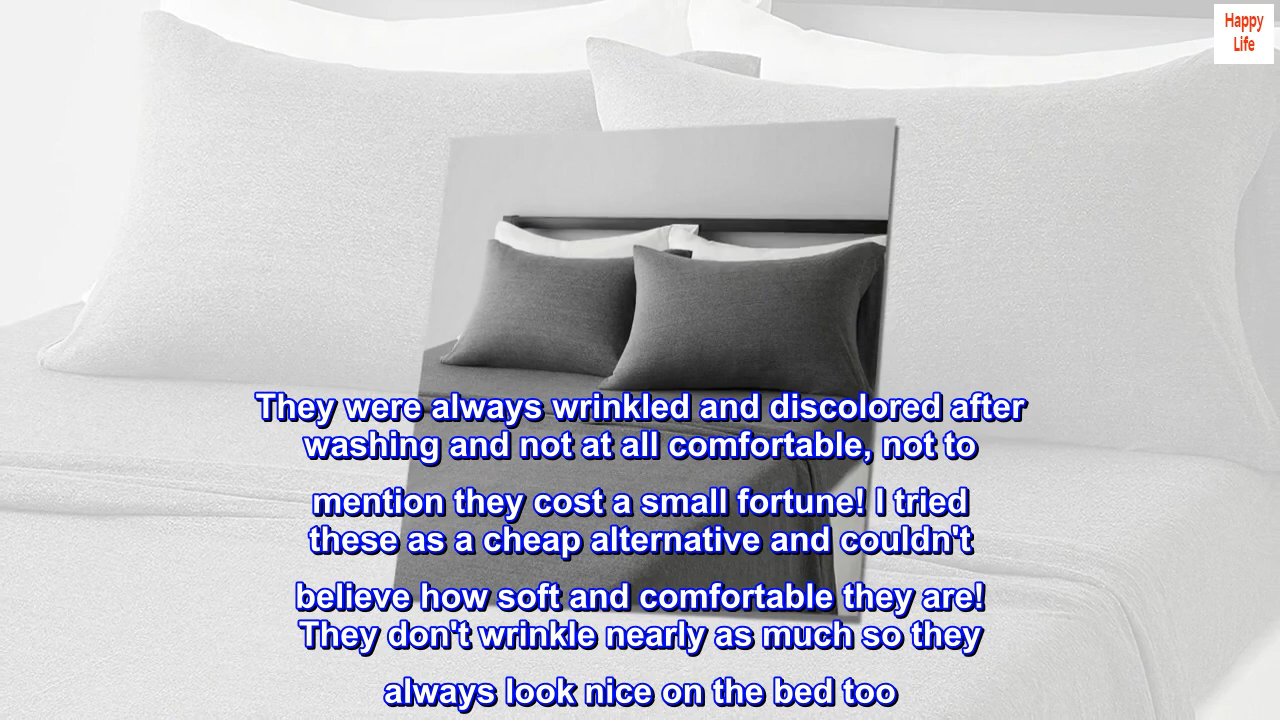 Happy
Life
They were always wrinkled and discolored after
washing and not at all comfortable, not to
mention they cost a small fortune! I tried
these as a cheap alternative and couldn't
believe how soft and comfortable they are!
They don't wrinkle nearly as much so they
always look nice on the bed too